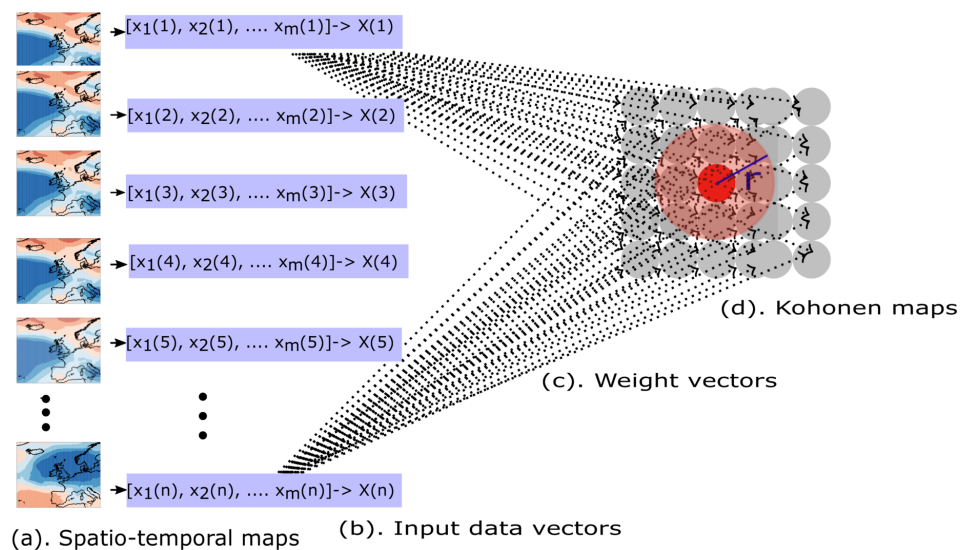 [x1(1), x2(1), .... xm(1)]-> X(1)
[x1(2), x2(2), .... xm(2)]-> X(2)
[x1(3), x2(3), .... xm(3)]-> X(3)
[x1(4), x2(4), .... xm(4)]-> X(4)
[x1(5), x2(5), .... xm(5)]-> X(5)
[x1(n), x2(n), .... xm(n)]-> X(n)
r
(d). Kohonen maps
(c). Weight vectors
(b). Input data vectors
(a). Spatio-temporal maps